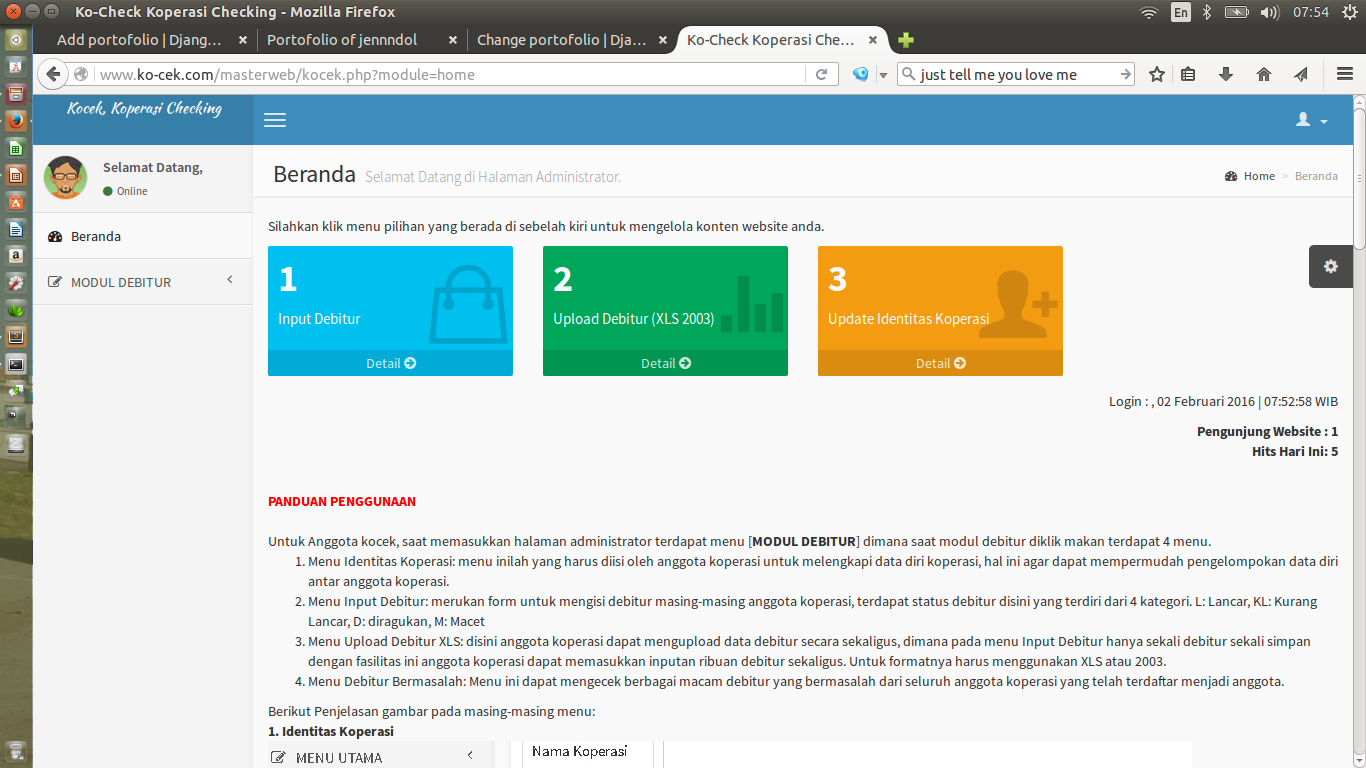 Ko-Check Koperasi Checking - Mozilla Firefox
En
07:54
Add portofolio | Djang...
Portofolio of jennndol
Change portofolio | Dja...
Ko-Check Koperasi Che...
www.ko-cek.com/masterweb/kocek.php?module=home
just tell me you love me
Kocek, Koperasi Checking
Selamat Datang,
Online
Beranda
MODUL DEBITUR
Beranda Selamat Datang di Halaman Administrator.
Home > Beranda
Silahkan klik menu pilihan yang berada di sebelah kiri untuk mengelola konten website anda.
1
Input Debitur
Detail
2
Upload Debitur (XLS 2003)
Detail
3
Update Identitas Koperasi
Detail
Login : , 02 Februari 2016 | 07:52:58 WIB
Pengunjung Website : 1
Hits Hari Ini: 5
PANDUAN PENGGUNAAN
Untuk Anggota kocek, saat memasukkan halaman administrator terdapat menu [MODUL DEBITUR] dimana saat modul debitur diklik makan terdapat 4 menu.
1. Menu Identitas Koperasi: menu inilah yang harus diisi oleh anggota koperasi untuk melengkapi data diri koperasi, hal ini agar dapat mempermudah pengelompokan data diri
antar anggota koperasi.
2. Menu Input Debitur: merukan form untuk mengisi debitur masing-masing anggota koperasi, terdapat status debitur disini yang terdiri dari 4 kategori. L: Lancar, KL: Kurang
Lancar, D: diragukan, M: Macet
3. Menu Upload Debitur XLS: disini anggota koperasi dapat mengupload data debitur secara sekaligus, dimana pada menu Input Debitur hanya sekali debitur sekali simpan
dengan fasilitas ini anggota koperasi dapat memasukkan inputan ribuan debitur sekaligus. Untuk formatnya harus menggunakan XLS atau 2003.
4. Menu Debitur Bermasalah: Menu ini dapat mengecek berbagai macam debitur yang bermasalah dari seluruh anggota koperasi yang telah terdaftar menjadi anggota.
Berikut Penjelasan gambar pada masing-masing menu:
1. Identitas Koperasi
MENU UTAMA
Nama Koperasi